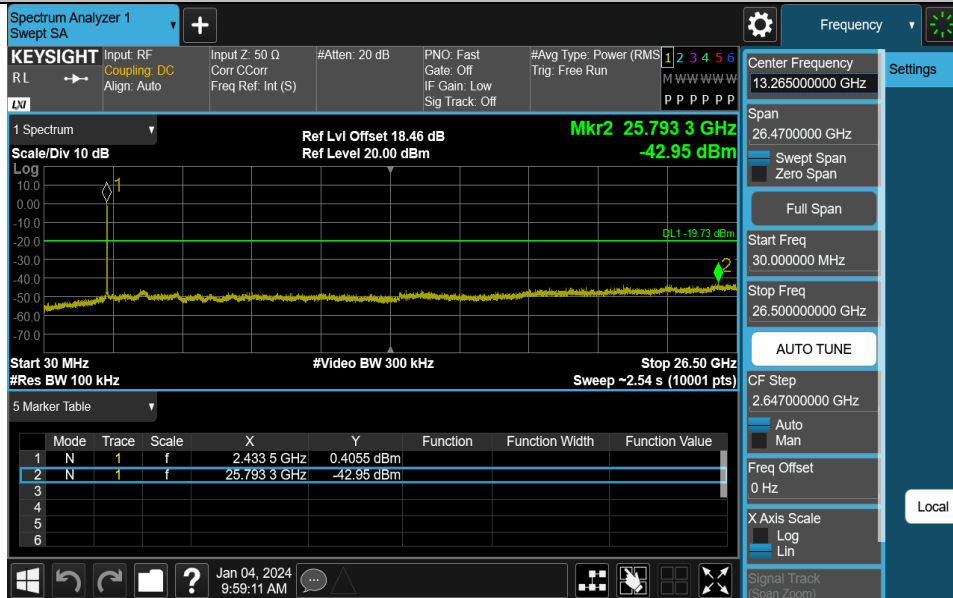 Spectrum Analyzer 1
Swept SA
+
Frequency
KEYSIGHT
RL
LXI
Input: RF
Coupling: DC
Align: Auto
Input Z: 50 Ω
Corr CCorr
Freq Ref: Int (S)
#Atten: 20 dB
PNO: Fast
Gate: Off
IF Gain: Low
Sig Track: Off
#Avg Type: Power (RMS
Trig: Free Run
1 2 3 4 5 6
M W W W W W
P P P P P P
Center Frequency
13.265000000 GHz
Settings
Span
26.4700000 GHz
Swept Span
Zero Span
Full Span
Start Freq
30.000000 MHz
Stop Freq
26.500000000 GHz
AUTO TUNE
CF Step
2.647000000 GHz
Auto
Man
Freq Offset
0 Hz
X Axis Scale
Log
Lin
Signal Track
(Span Zoom)
Local
1 Spectrum
Scale/Div 10 dB
Ref Lvl Offset 18.46 dB
Ref Level 20.00 dBm
Mkr2 25.793 3 GHz
-42.95 dBm
Log
10.0
0.00
-10.0
-20.0
-30.0
-40.0
-50.0
-60.0
-70.0
1
DL1 -19.73 dBm
2
Start 30 MHz
#Res BW 100 kHz
#Video BW 300 kHz
Stop 26.50 GHz
Sweep ~2.54 s (10001 pts)
5 Marker Table
Mode Trace Scale X Y Function Function Width Function Value
1 N 1 f 2.433 5 GHz 0.4055 dBm
2 N 1 f 25.793 3 GHz -42.95 dBm
3
4
5
6
?
Jan 04, 2024
9:59:11 AM